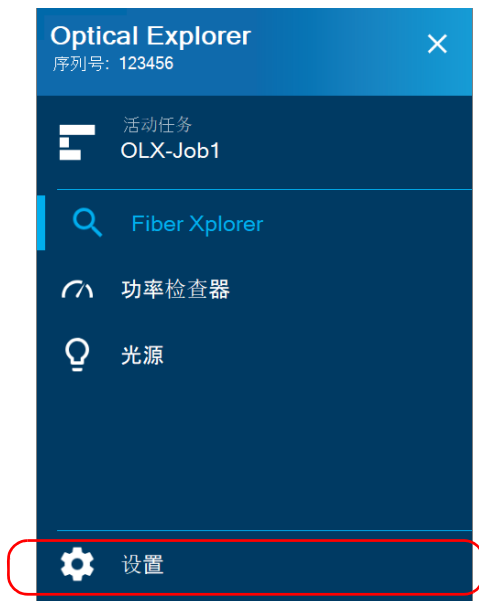 Optical Explorer
序列号: 123456
活动任务
OLX-Job1
Fiber Xplorer
功率检查器
光源
设置